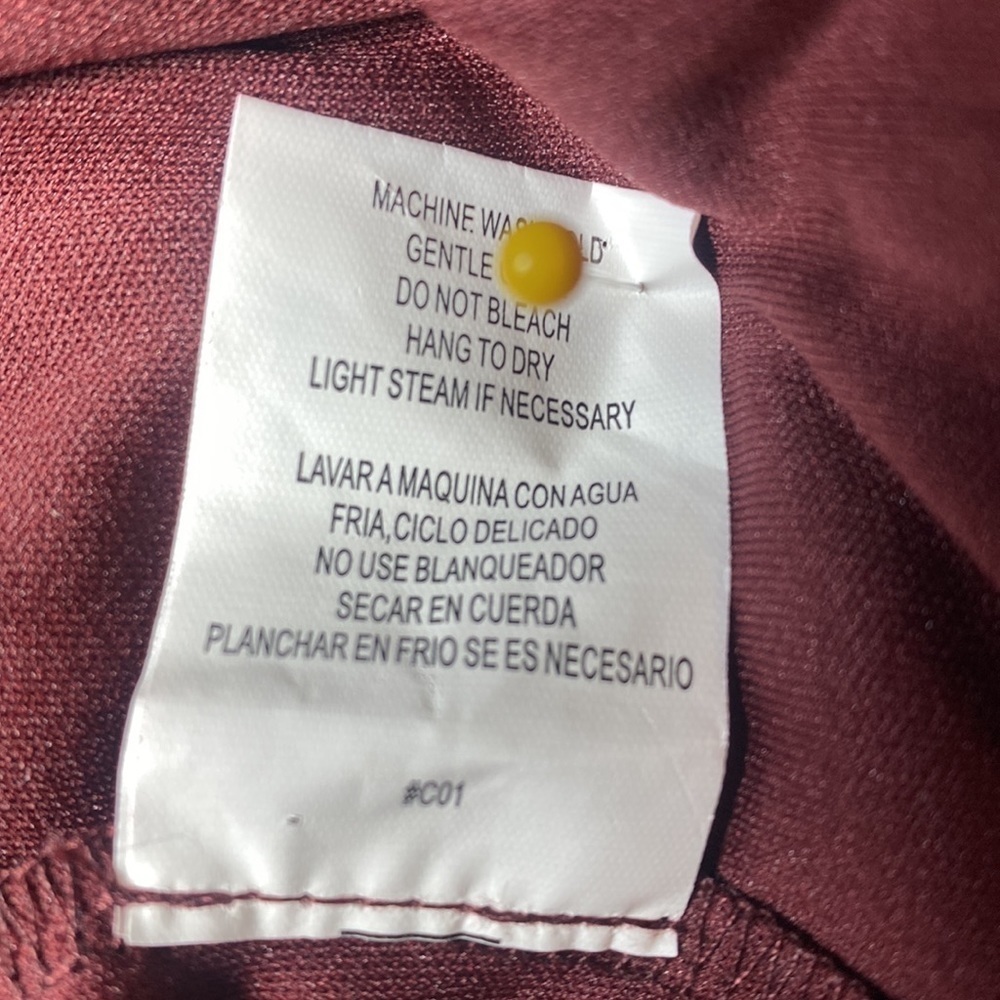 MACHINE
GENTLE
DO NOT BLEACH
HANG TO DRY
LIGHT STEAM IF NECESSARY
LAVAR A MAQUINA CON AGUA
FRIA,CICLO DELICADO
NO USE BLANQUEADOR
SECAR EN CUERDA
PLANCHAR EN FRIO SE ES NECESARIO
#C01